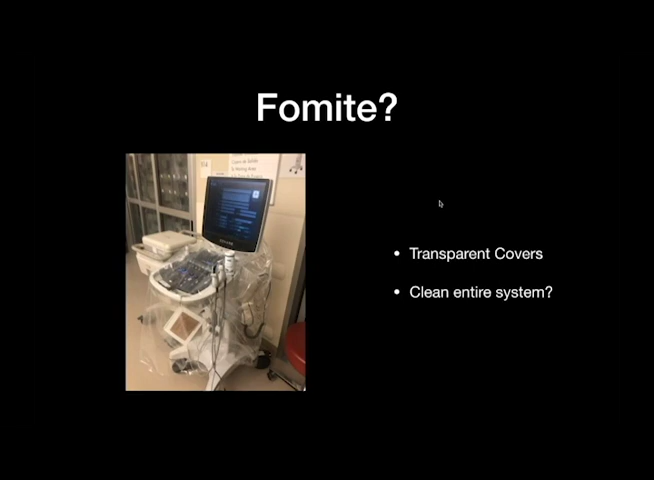 Fomite?
• Transparent Covers
• Clean entire system?